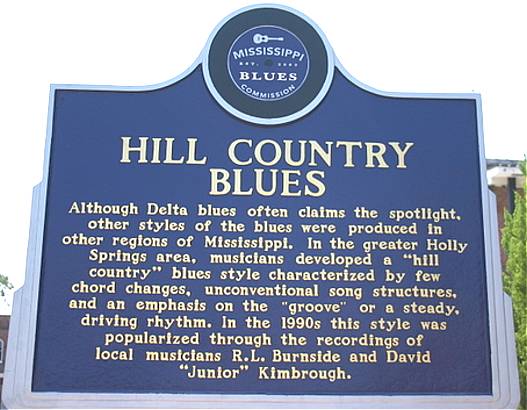 MISSISSIPPI
EST. 2003
BLUES
COMMISSION
HILL COUNTRY
BLUES
Although Delta blues often claims the spotlight,
other styles of the blues were produced in
other regions of Mississippi. In the greater Holly
Springs area, musicians developed a “hill
country” blues style characterized by few
chord changes, unconventional song structures,
and an emphasis on the "groove" or a steady,
driving rhythm. In the 1990s this style was
popularized through the recordings of
local musicians R.L. Burnside and David
“Junior” Kimbrough.